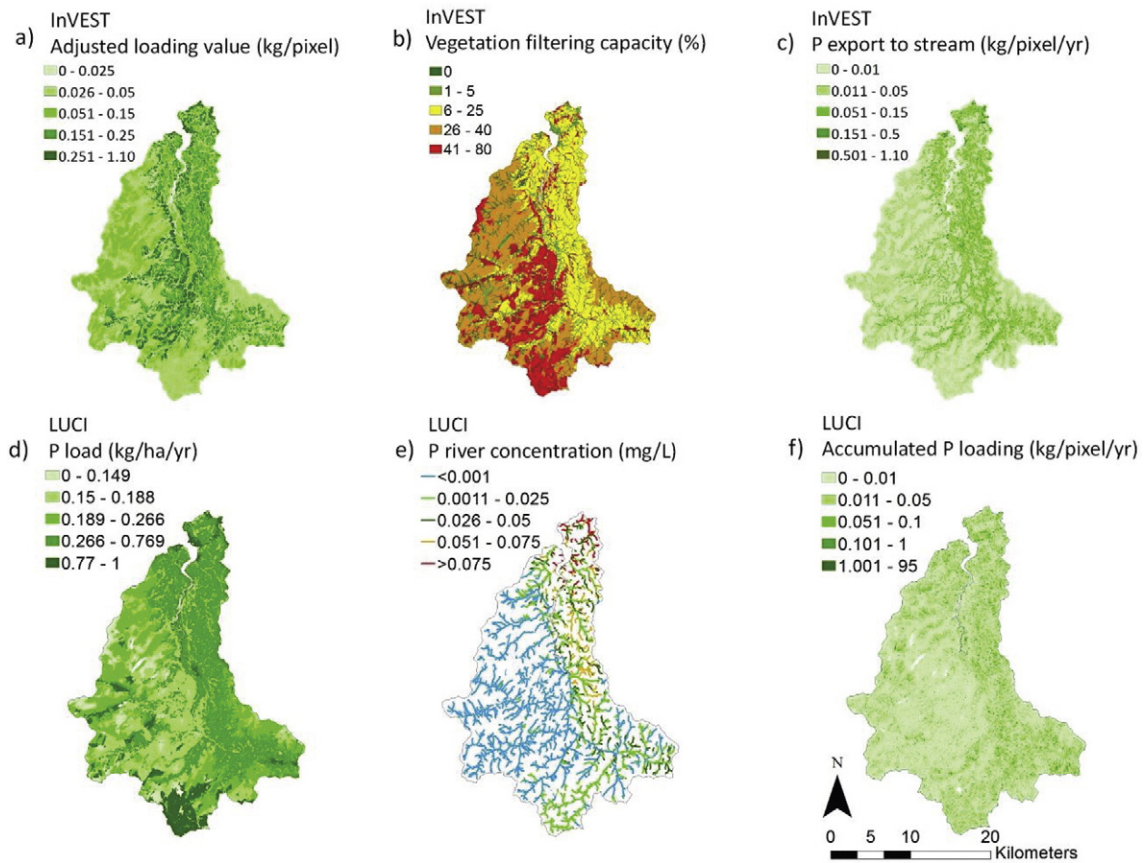 InVEST
a) Adjusted loading value (kg/pixel)
0 - 0.025
0.026 - 0.05
0.051 - 0.15
0.151 - 0.25
0.251 - 1.10
InVEST
b) Vegetation filtering capacity (%)
0
1 - 5
6 - 25
26 - 40
41 - 80
InVEST
c) P export to stream (kg/pixel/yr)
0 - 0.01
0.011 - 0.05
0.051 - 0.15
0.151 - 0.5
0.501 - 1.10
LUCI
d) P load (kg/ha/yr)
0 - 0.149
0.15 - 0.188
0.189 - 0.266
0.266 - 0.769
0.77 - 1
LUCI
e) P river concentration (mg/L)
<0.001
0.0011 - 0.025
0.026 - 0.05
0.051 - 0.075
>0.075
LUCI
f) Accumulated P loading (kg/pixel/yr)
0 - 0.01
0.011 - 0.05
0.051 - 0.1
0.101 - 1
1.001 - 95
N
0 5 10 20
Kilometers